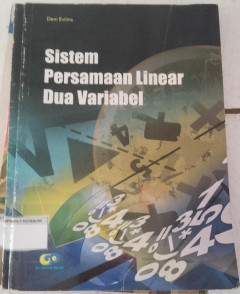 Sistem
Persamaan Linear
Dua Variabel